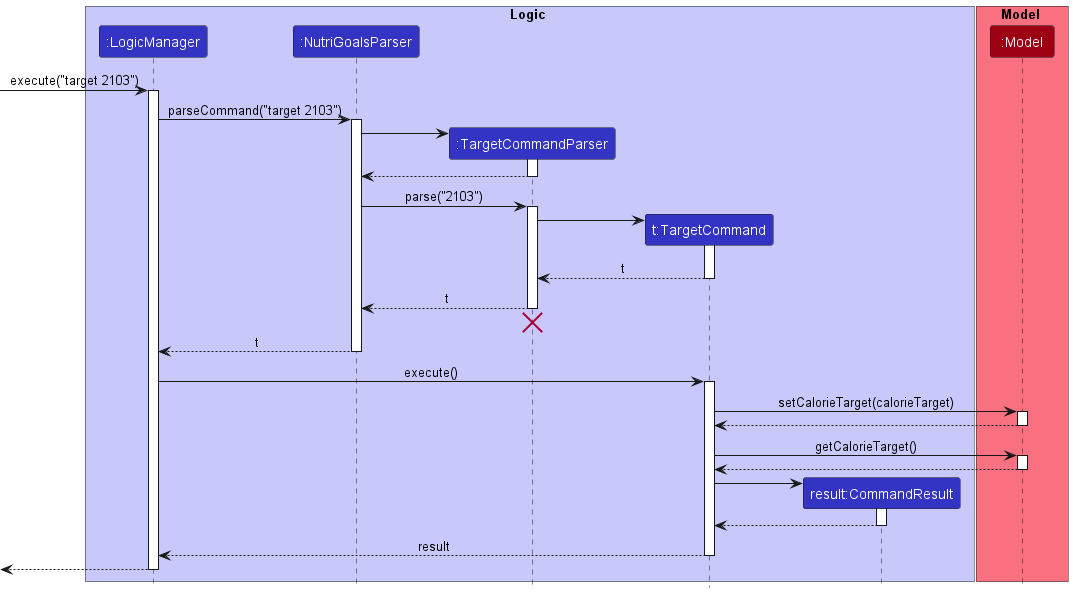 Logic
Model
:LogicManager
:NutriGoalsParser
:Model
execute("target 2103")
parseCommand("target 2103")
:TargetCommandParser
parse("2103")
t:TargetCommand
t
t
t
execute()
setCalorieTarget(calorieTarget)
getCalorieTarget()
result:CommandResult
result